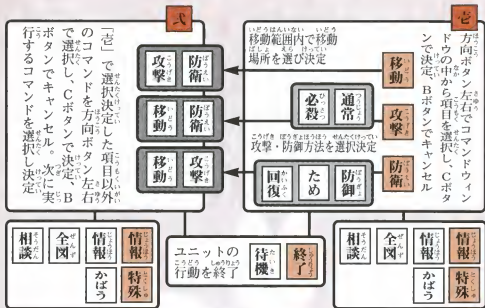 壱
方向ボタン左右でコマンドウィン
ドウの中から項目を選択し、Cボタ
ンで決定、Bボタンでキャンセル
移動
移動範囲内で移動
場所を選び決定
攻撃
通常
必殺
攻撃・防御方法を選択決定
防衛
防御
ため
回復
弐
防衛
攻撃
防衛
移動
攻撃
移動
「壱」で選択決定した項目以外
のコマンドを方向ボタン左右
で選択し、Cボタンで決定、B
ボタンでキャンセル。次に実
行するコマンドを選択し決定
情報
情報
全図
相談
特殊
かばう
終了
待機
ユニットの
行動を終了
情報
情報
全図
相談
特殊
かばう